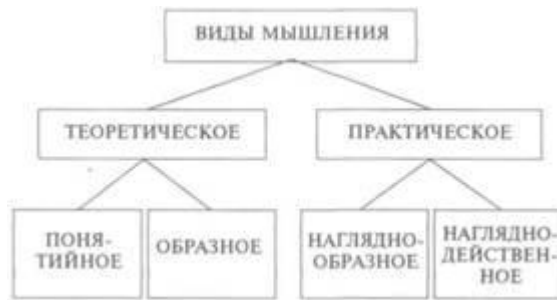 ВИДЫ МЫШЛЕНИЯ
ТЕОРЕТИЧЕСКОЕ
ПРАКТИЧЕСКОЕ
ПОНЯ-
ТИЙНОЕ
ОБРАЗНОЕ
НАГЛЯДНО-
ОБРАЗНОЕ
НАГЛЯДНО-
ДЕЙСТВЕН-
НОЕ